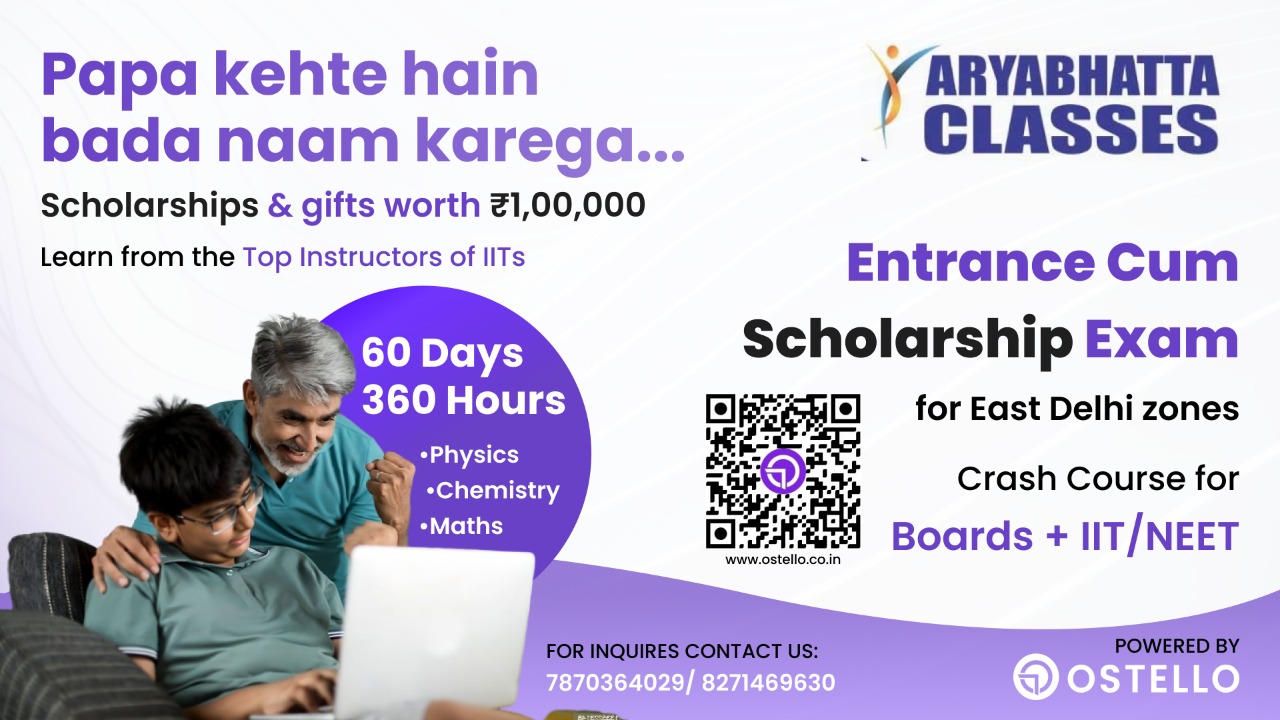 Papa kehte hain
bada naam karega...
Scholarships & gifts worth ₹1,00,000
Learn from the Top Instructors of IITs
60 Days
360 Hours
•Physics
•Chemistry
•Maths
ARYABHATTA
CLASSES
Entrance Cum
Scholarship Exam
for East Delhi zones
Crash Course for
Boards + IIT/NEET
www.ostello.co.in
FOR INQUIRES CONTACT US:
7870364029/ 8271469630
POWERED BY
OSTELLO